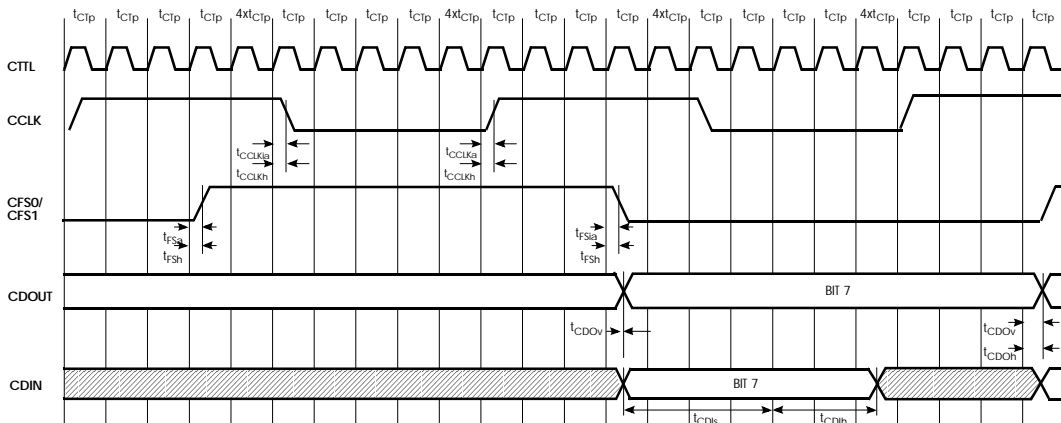 tCTp tCTp tCTp tCTp 4xtCTp tCTp tCTp tCTp tCTp 4xtCTp tCTp tCTp tCTp tCTp 4xtCTp tCTp tCTp tCTp tCTp 4xtCTp tCTp tCTp tCTp tCTp
CTTL
CCLK
tCCLKia
tCCLKh
tCCLKa
tCCLKh
CFS0/
CFS1
tFSa
tFSh
tFSia
tFSh
CDOUT
BIT 7
tCDOv
tCDOv
tCDOh
CDIN
BIT 7
tCDIs
tCDIh